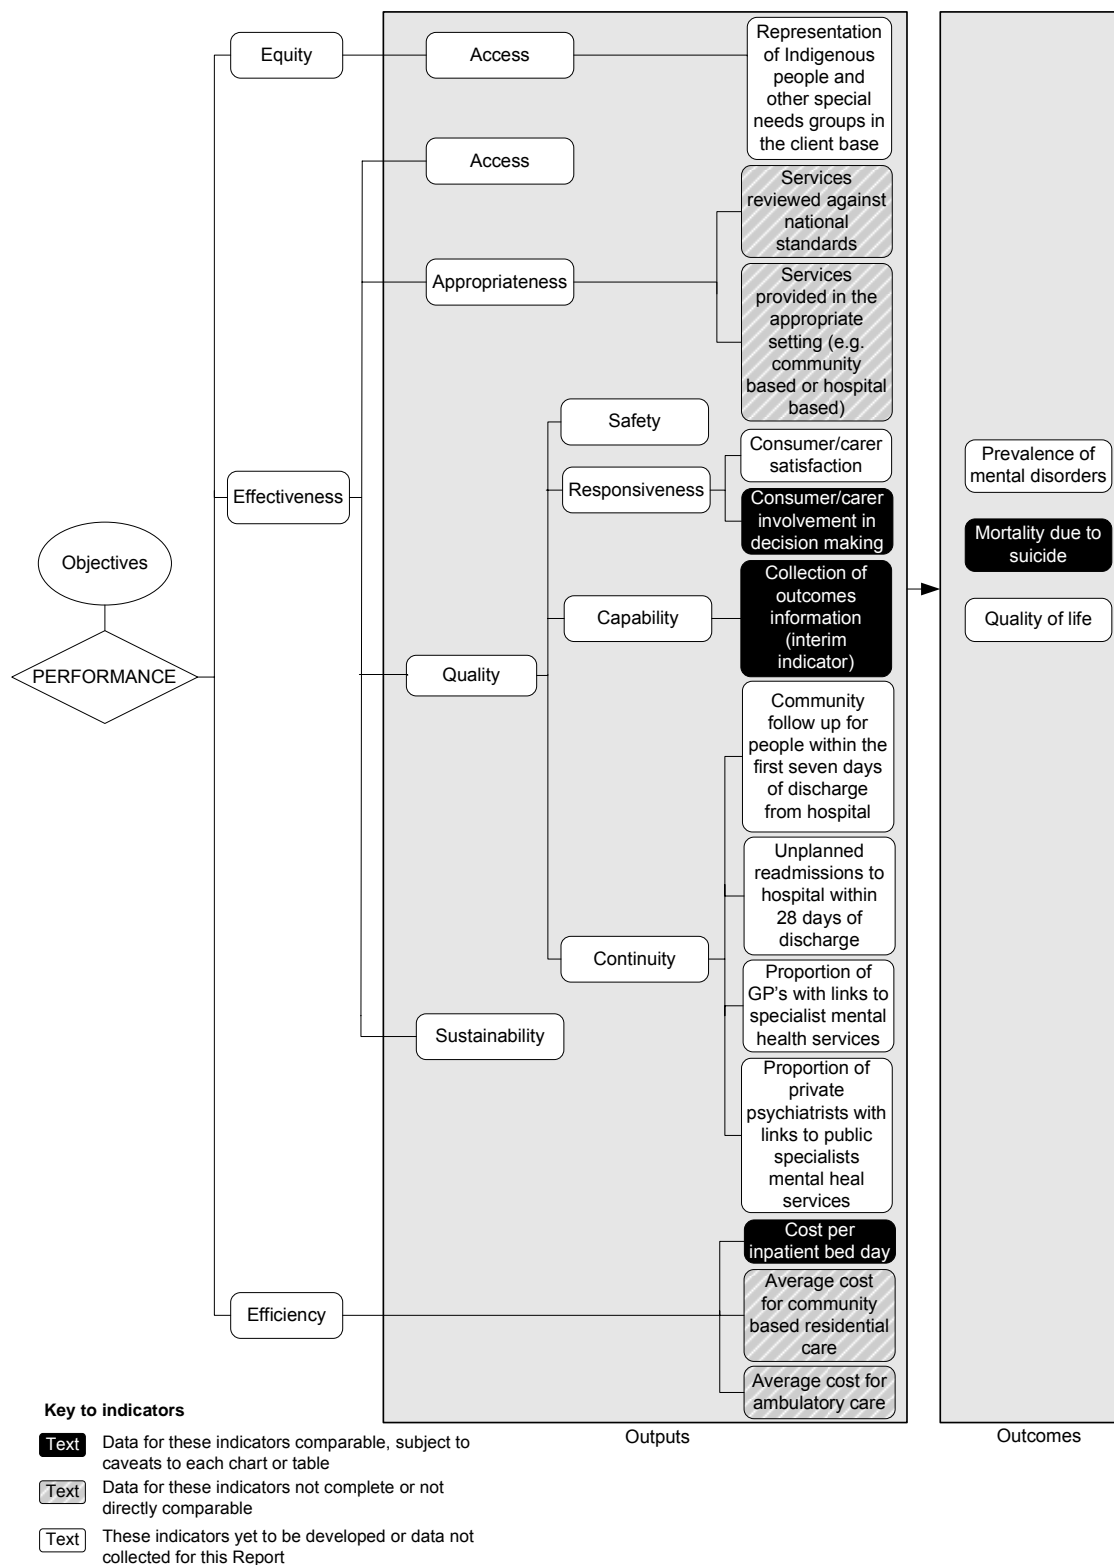 Equity
Access
Representation
of Indigenous
people and
other special
needs groups in
the client base
Access
Services
reviewed against
national
standards
Appropriateness
Services
provided in the
appropriate
setting (e.g.
community
based or hospital
based)
Safety
Consumer/carer
satisfaction
Effectiveness
Responsiveness
Consumer/carer
involvement in
decision making
Prevalence of
mental disorders
Objectives
Mortality due to
suicide
Capability
Collection of
outcomes
information
(interim
indicator)
Quality of life
PERFORMANCE
Quality
Community
follow up for
people within the
first seven days
of discharge
from hospital
Unplanned
readmissions to
hospital within
28 days of
discharge
Continuity
Proportion of
GP's with links to
specialist mental
health services
Sustainability
Proportion of
private
psychiatrists with
links to public
specialists
mental heal
services
Cost per
inpatient bed day
Efficiency
Average cost
for community
based residential
care
Average cost for
ambulatory care
Outputs
Outcomes
Key to indicators
Text Data for these indicators comparable, subject to
caveats to each chart or table
Text Data for these indicators not complete or not
directly comparable
Text These indicators yet to be developed or data not
collected for this Report